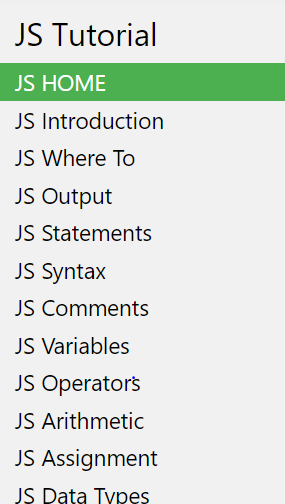 JS Tutorial
JS HOME
JS Introduction
JS Where To
JS Output
JS Statements
JS Syntax
JS Comments
JS Variables
JS Operators
JS Arithmetic
JS Assignment
JS Data Types